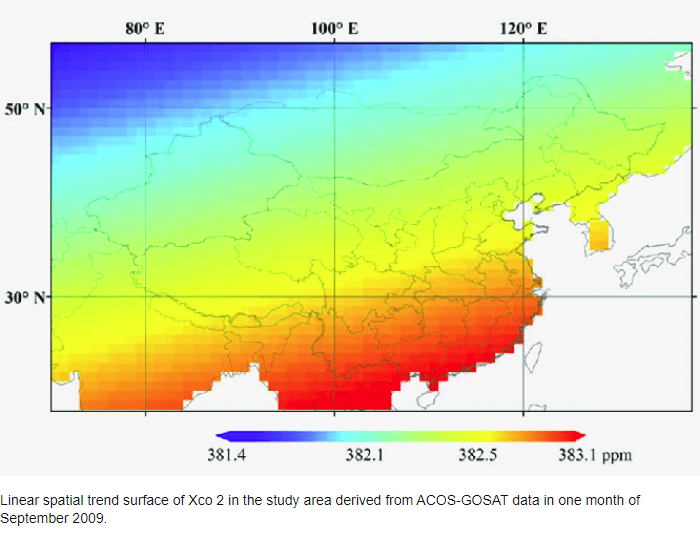 80° E 100° E 120° E
50° N
30° N
381.4 382.1 382.5 383.1 ppm
Linear spatial trend surface of Xco 2 in the study area derived from ACOS-GOSAT data in one month of
September 2009.